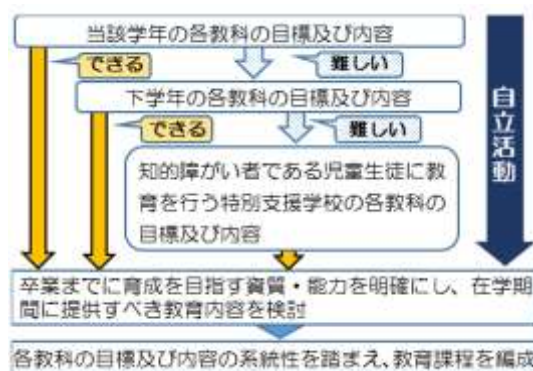 当該学年の各教科の目標及び内容
できる
難しい
下学年の各教科の目標及び内容
できる
難しい
知的障がい者である児童生徒に教
育を行う特別支援学校の各教科の
目標及び内容
自立活動
卒業までに育成を目指す資質・能力を明確にし、在学期
間に提供すべき教育内容を検討
各教科の目標及び内容の系統性を踏まえ、教育課程を編成